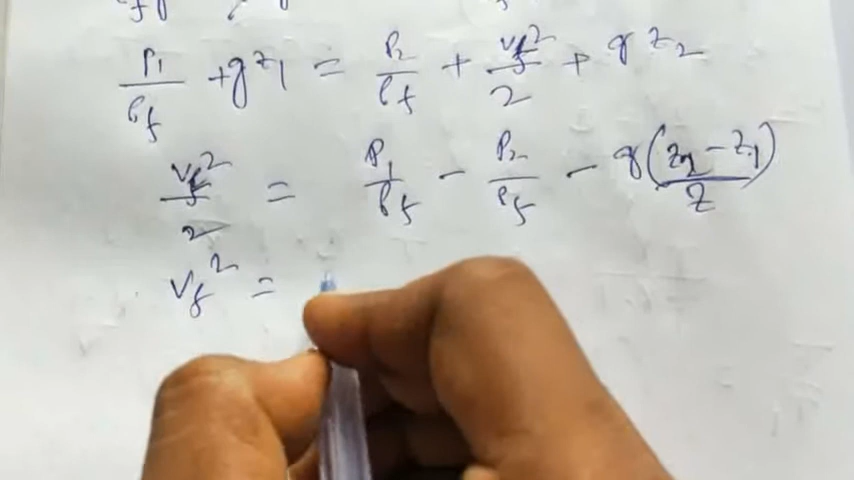 P₁/ρf + gz₁ = P₂/ρf + vf²/2 + gz₂
vf²/2 = P₁/ρf - P₂/ρf - g(z₂ - z₁)/z
vf² =